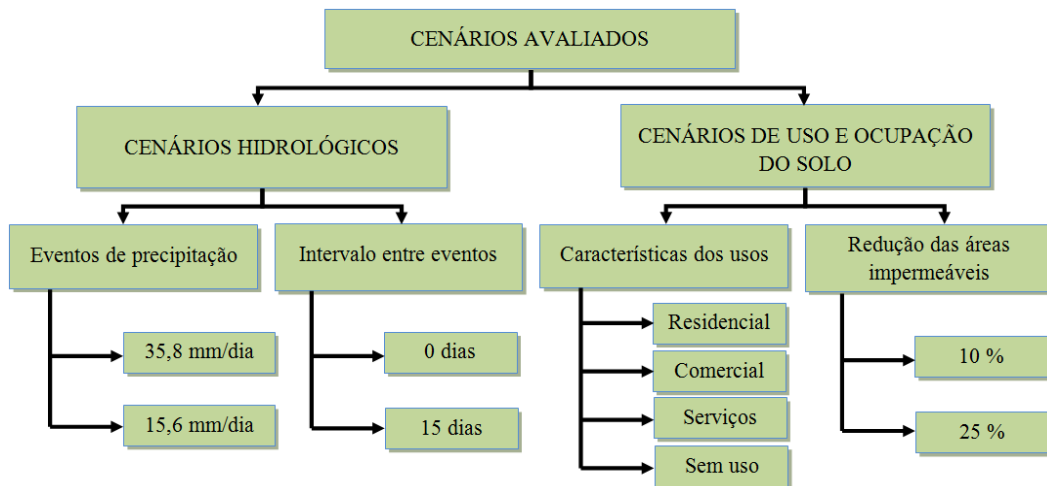 CENÁRIOS AVALIADOS
CENÁRIOS HIDROLÓGICOS
CENÁRIOS DE USO E OCUPAÇÃO
DO SOLO
Eventos de precipitação
Intervalo entre eventos
Características dos usos
Redução das áreas
impermeáveis
35,8 mm/dia
15,6 mm/dia
0 dias
15 dias
Residencial
Comercial
Serviços
Sem uso
10 %
25 %